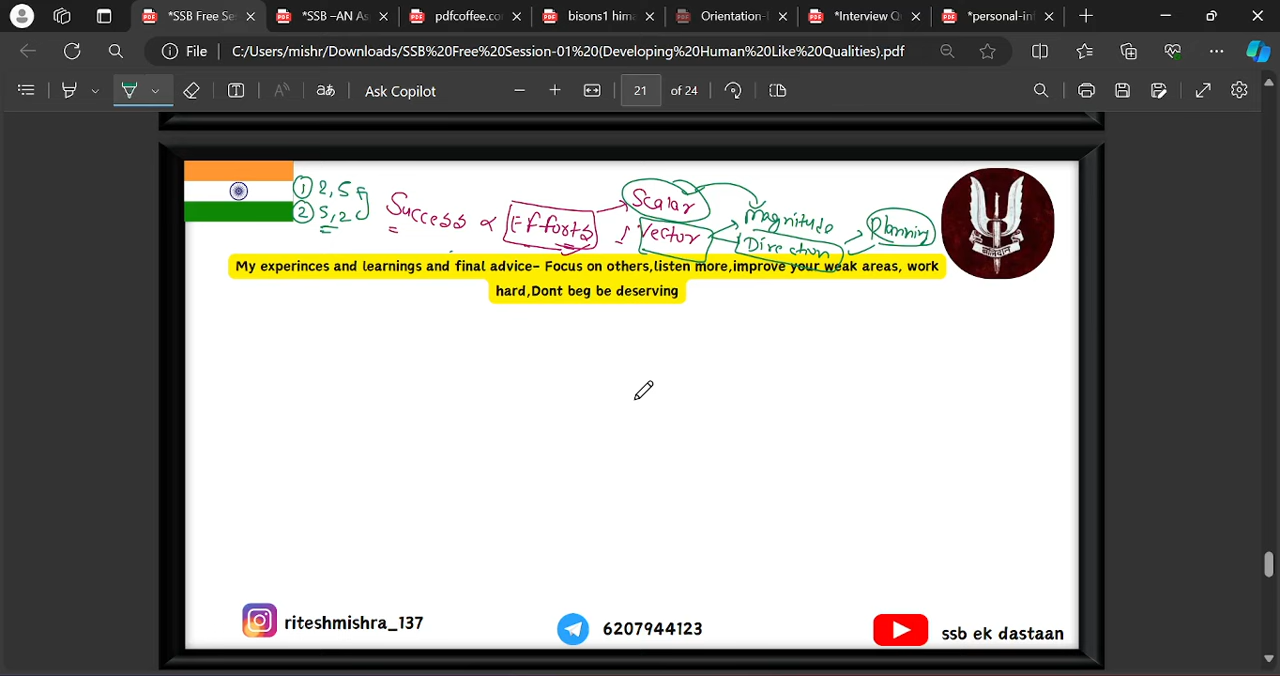 *SSB Free Se
*SSB –AN As
pdfcoffee.co
bisons1 him
Orientation-
*Interview Q
*personal-in
File
C:/Users/mishr/Downloads/SSB%20Free%20Session-01%20(Developing%20Human%20Like%20Qualities).pdf
Ask Copilot
21 of 24
① 2, 5
② 5, 2
Success ∝ Efforts
Scalar
Vector
Magnitude
Direction
Planning
बलिदान
My experinces and learnings and final advice- Focus on others,listen more,improve your weak areas, work
hard,Dont beg be deserving
riteshmishra_137
6207944123
ssb ek dastaan